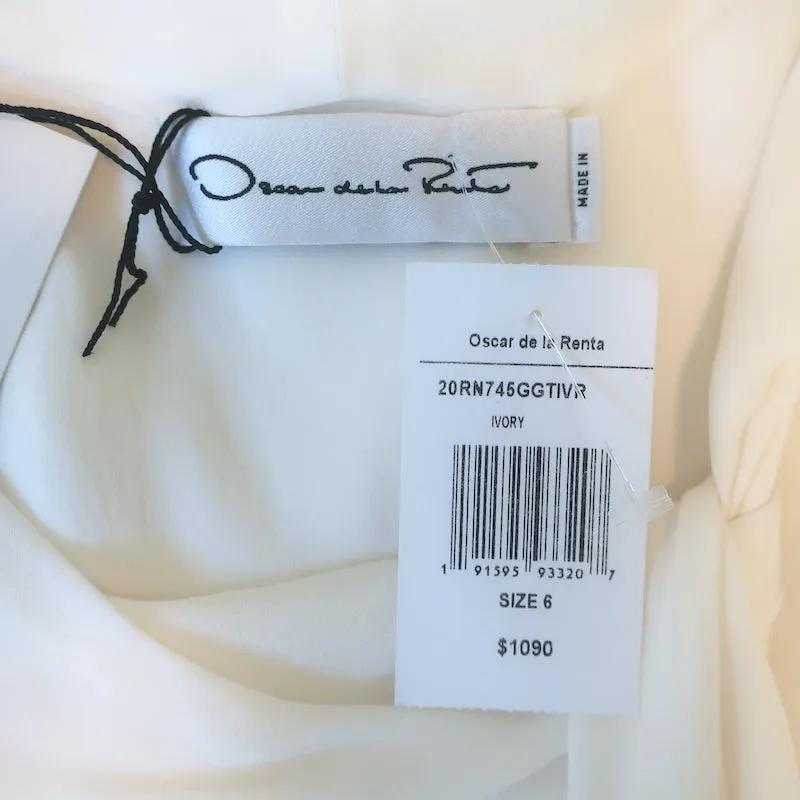 Oscar de la Renta
MADE IN
Oscar de la Renta
20RN745GGTIVR
IVORY
1 91595 93320 7
SIZE 6
$1090